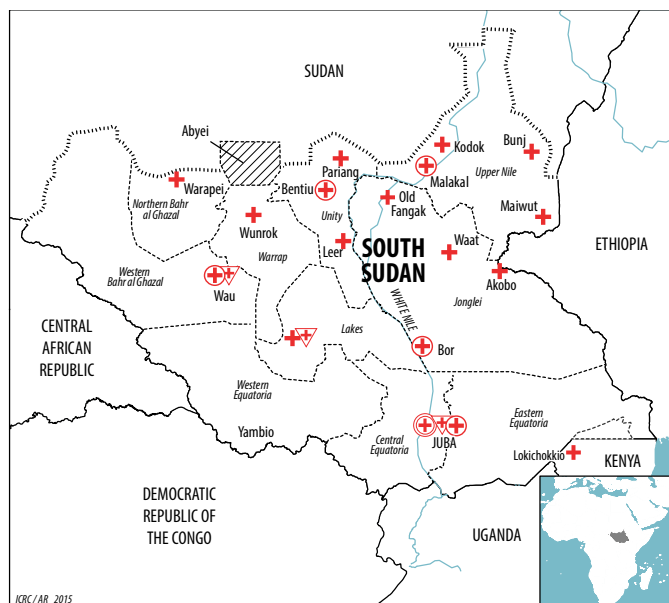 SUDAN
Abyei
Kodok
Bunj
Pariang
Malakal
Upper Nile
Warapei
Bentiu
Northern Bahr
al Ghazal
Old
Fangak
Maiwut
Unity
Wunrok
Waat
ETHIOPIA
Leer
SOUTH
SUDAN
Warrap
Western
Bahr al Ghazal
Akobo
Wau
WHITE NILE
Jonglei
CENTRAL
AFRICAN
REPUBLIC
Lakes
Bor
Western
Equatoria
Eastern
Equatoria
Yambio
Central
Equatoria
JUBA
Lokichokkio
KENYA
DEMOCRATIC
REPUBLIC OF
THE CONGO
UGANDA
ICRC / AR 2015